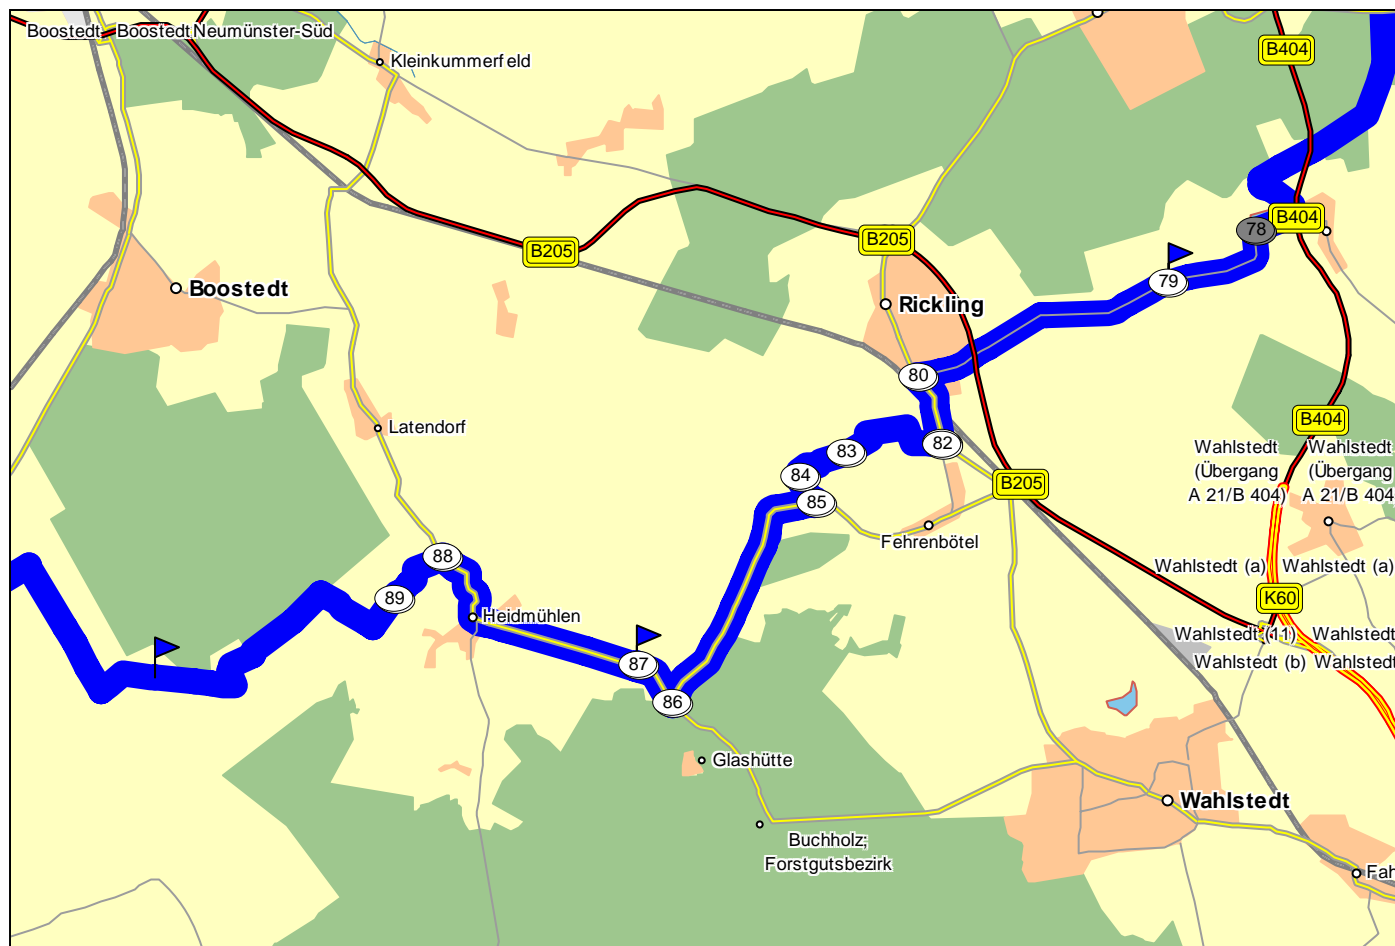 Boostedt
Boostedt
Neumünster-Süd
B404
Kleinkummerfeld
78
B404
B205
B205
79
Boostedt
Rickling
80
B404
Latendorf
82
83
Wahlstedt
(Übergang
A 21/B 404)
Wahlstedt
(Übergang
A 21/B 404
84
B205
85
Fehrenbötel
88
Wahlstedt (a)
Wahlstedt (a)
89
K60
Heidmühlen
Wahlstedt (11)
Wahlstedt
87
Wahlstedt (b)
Wahlstedt
86
Glashütte
Wahlstedt
Buchholz;
Forstgutsbezirk
Fah